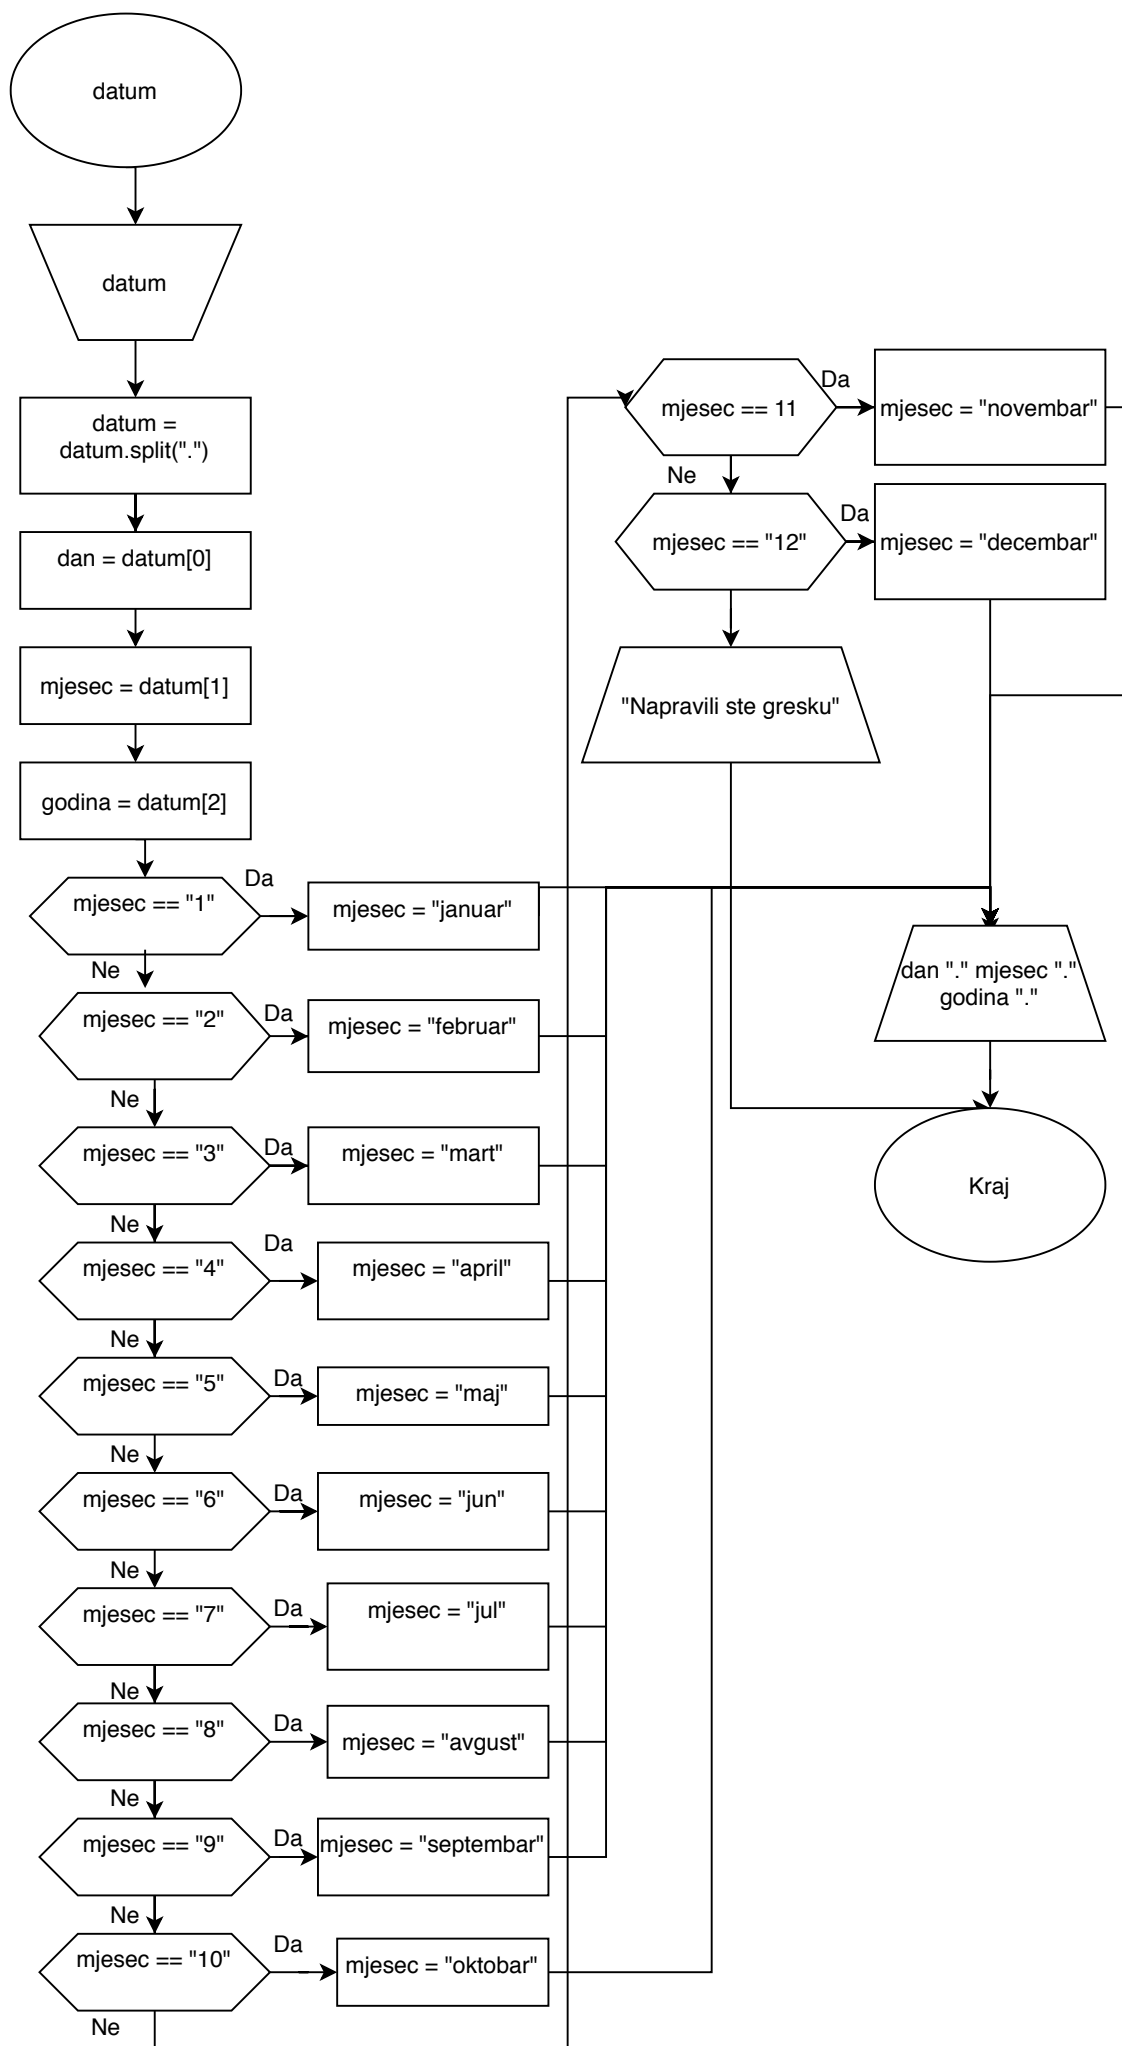 datum
datum
datum =
datum.split(".")
dan = datum[0]
mjesec = datum[1]
godina = datum[2]
mjesec == "1"
Da
mjesec = "januar"
Ne
mjesec == "2"
Da
mjesec = "februar"
Ne
mjesec == "3"
Da
mjesec = "mart"
Ne
mjesec == "4"
Da
mjesec = "april"
Ne
mjesec == "5"
Da
mjesec = "maj"
Ne
mjesec == "6"
Da
mjesec = "jun"
Ne
mjesec == "7"
Da
mjesec = "jul"
Ne
mjesec == "8"
Da
mjesec = "avgust"
Ne
mjesec == "9"
Da
mjesec = "septembar"
Ne
mjesec == "10"
Da
mjesec = "oktobar"
Ne
mjesec == 11
Da
mjesec = "novembar"
Ne
mjesec == "12"
Da
mjesec = "decembar"
"Napravili ste gresku"
dan "." mjesec "."
godina "."
Kraj